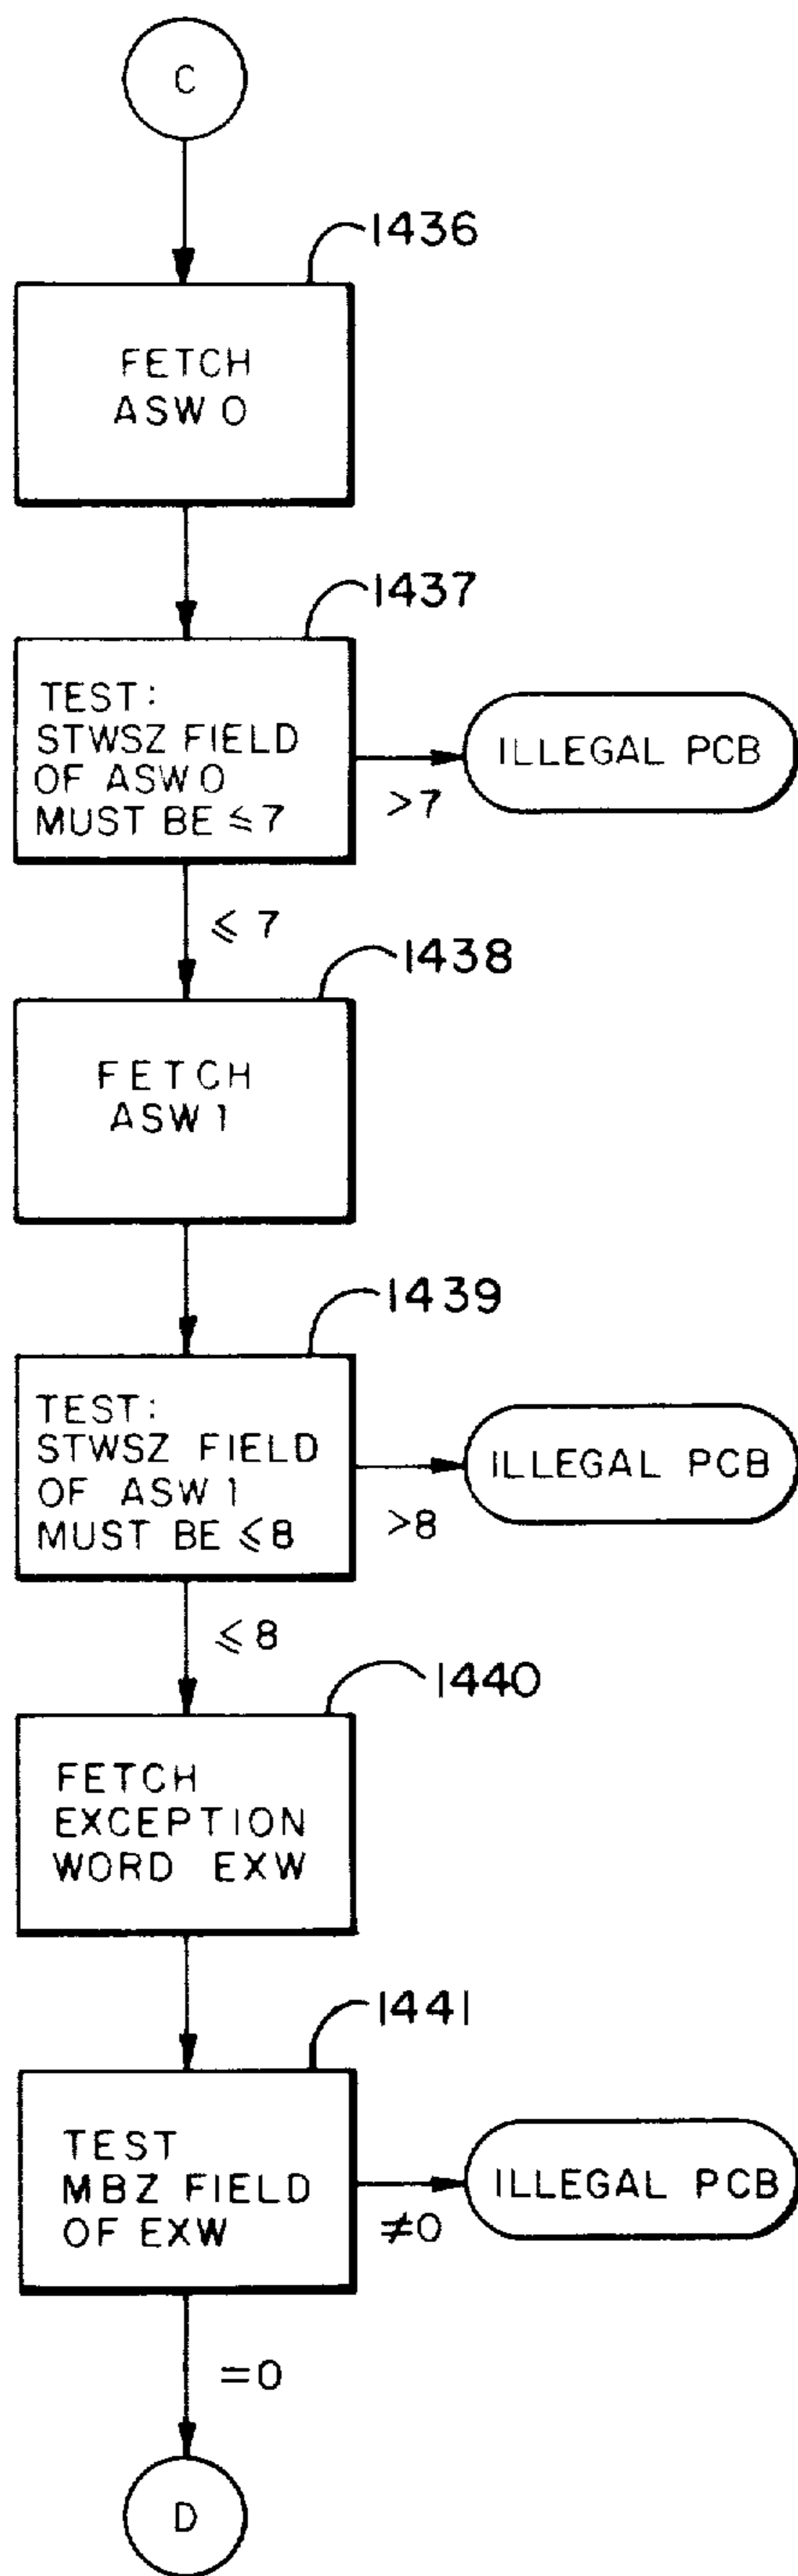 C
1436
FETCH
ASW 0
1437
TEST:
STWSZ FIELD
OF ASW 0
MUST BE ≤ 7
ILLEGAL PCB
>7
≤ 7
1438
FETCH
ASW 1
1439
TEST:
STWSZ FIELD
OF ASW 1
MUST BE ≤ 8
ILLEGAL PCB
>8
≤ 8
1440
FETCH
EXCEPTION
WORD EXW
1441
TEST
MBZ FIELD
OF EXW
ILLEGAL PCB
≠0
=0
D